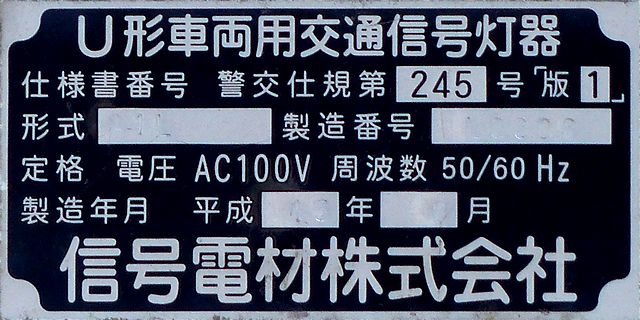 U形車両用交通信号灯器
仕様書番号 警交仕規第 245 号「版 1」
形式 製造番号
定格 電圧 AC100V 周波数 50/60 Hz
製造年月 平成 年 月
信号電材株式会社